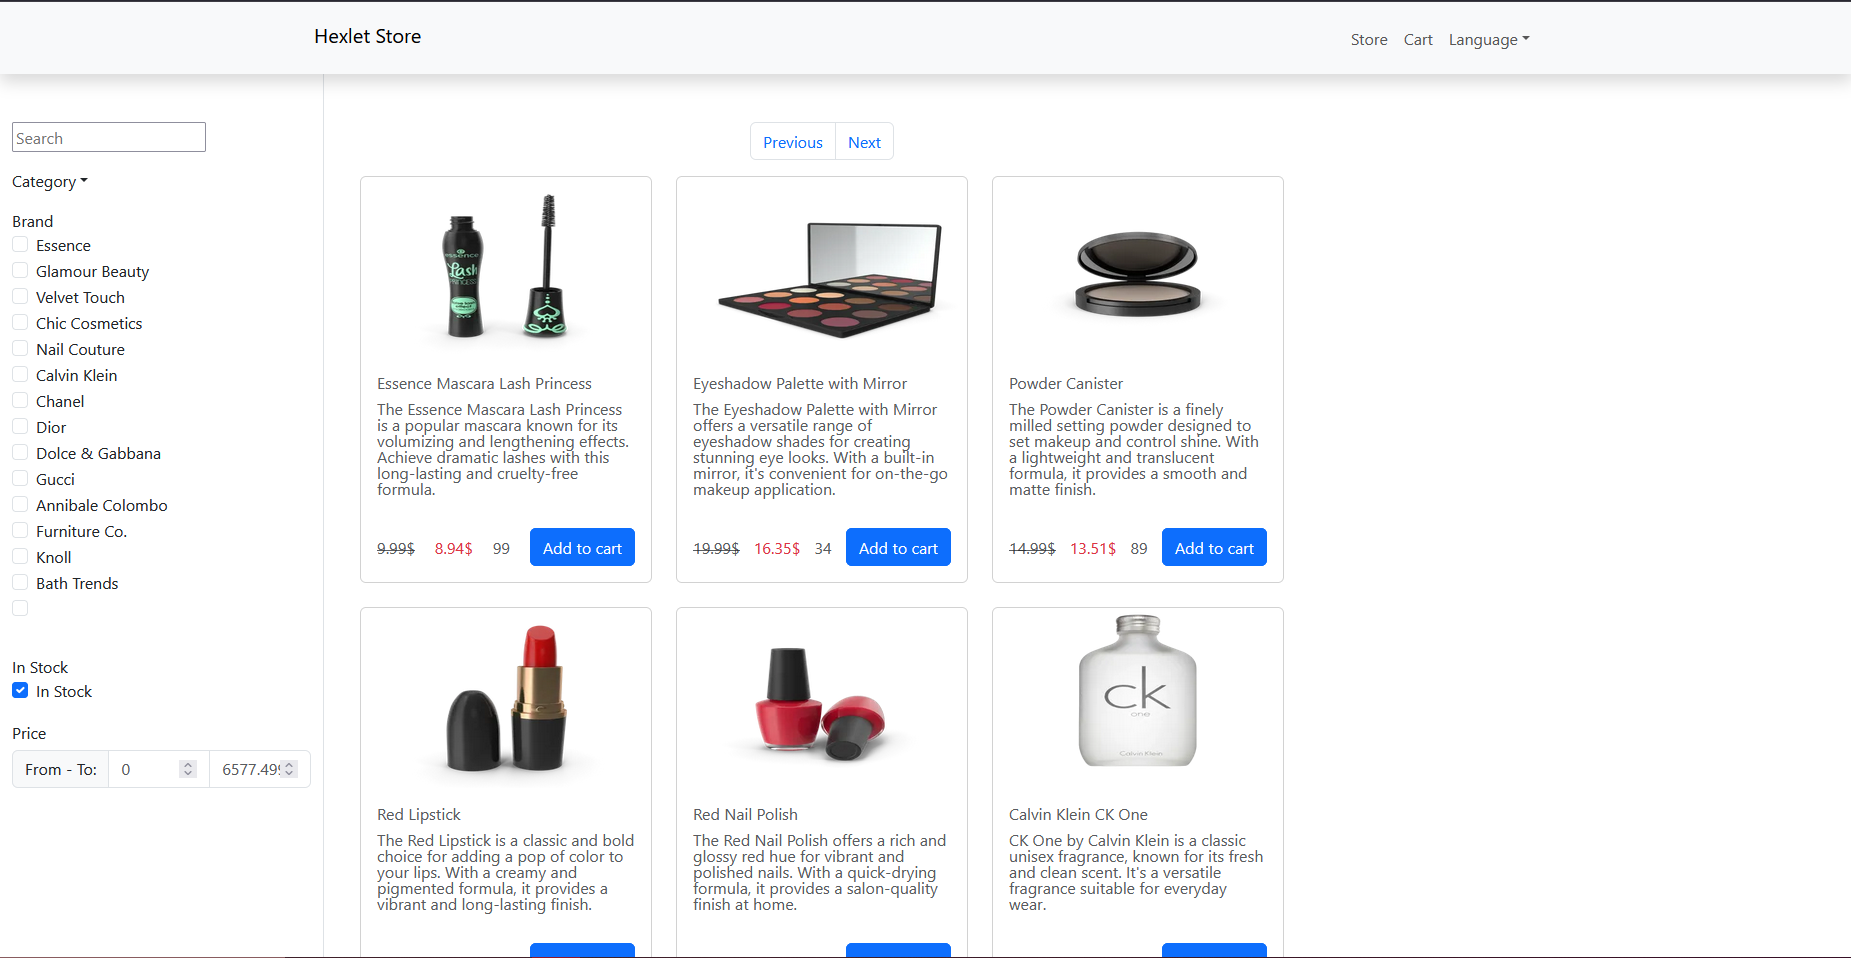 Hexlet Store
Store Cart Language
Search
Category
Brand
Essence
Glamour Beauty
Velvet Touch
Chic Cosmetics
Nail Couture
Calvin Klein
Chanel
Dior
Dolce & Gabbana
Gucci
Annibale Colombo
Furniture Co.
Knoll
Bath Trends
In Stock
In Stock
Price
From - To: 0 6577.499
Previous Next
essence
Lash
PRINCESS
Essence Mascara Lash Princess
The Essence Mascara Lash Princess
is a popular mascara known for its
volumizing and lengthening effects.
Achieve dramatic lashes with this
long-lasting and cruelty-free
formula.
9.99$ 8.94$ 99 Add to cart
Eyeshadow Palette with Mirror
The Eyeshadow Palette with Mirror
offers a versatile range of
eyeshadow shades for creating
stunning eye looks. With a built-in
mirror, it's convenient for on-the-go
makeup application.
19.99$ 16.35$ 34 Add to cart
Powder Canister
The Powder Canister is a finely
milled setting powder designed to
set makeup and control shine. With
a lightweight and translucent
formula, it provides a smooth and
matte finish.
14.99$ 13.51$ 89 Add to cart
Red Lipstick
The Red Lipstick is a classic and bold
choice for adding a pop of color to
your lips. With a creamy and
pigmented formula, it provides a
vibrant and long-lasting finish.
Red Nail Polish
The Red Nail Polish offers a rich and
glossy red hue for vibrant and
polished nails. With a quick-drying
formula, it provides a salon-quality
finish at home.
ck
one
Calvin Klein
Calvin Klein CK One
CK One by Calvin Klein is a classic
unisex fragrance, known for its fresh
and clean scent. It's a versatile
fragrance suitable for everyday
wear.